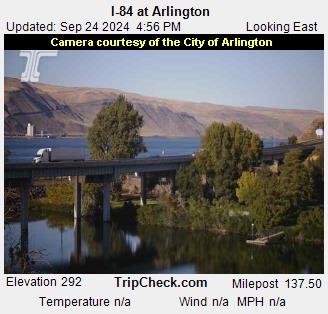 I-84 at Arlington
Updated: Sep 24 2024 4:56 PM Looking East
Camera courtesy of the City of Arlington
Elevation 292 TripCheck.com Milepost 137.50
Temperature n/a Wind n/a MPH n/a